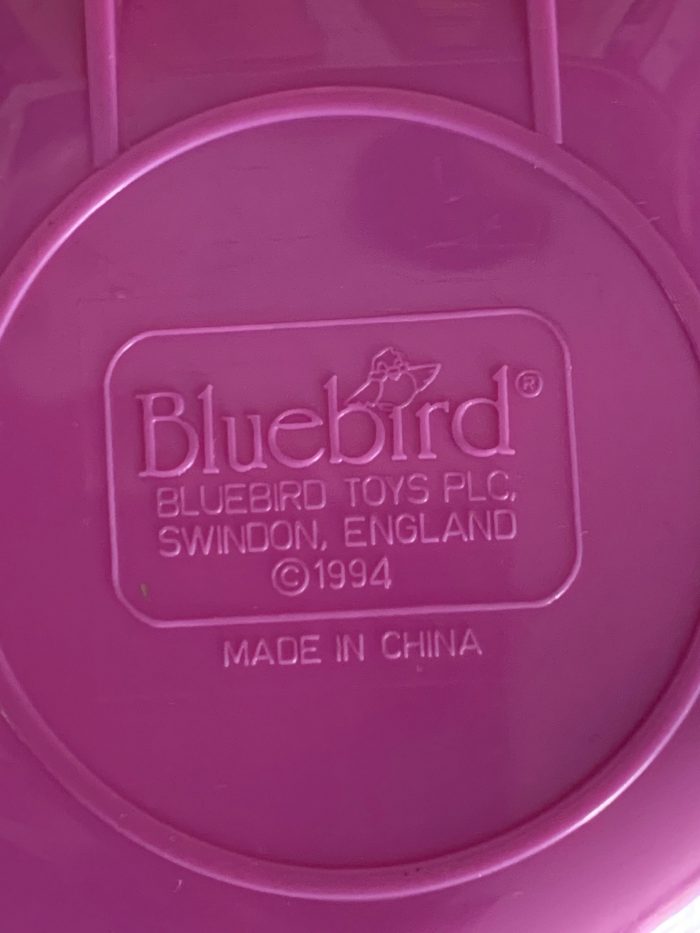 Bluebird®
BLUEBIRD TOYS PLC,
SWINDON, ENGLAND
©1994
MADE IN CHINA